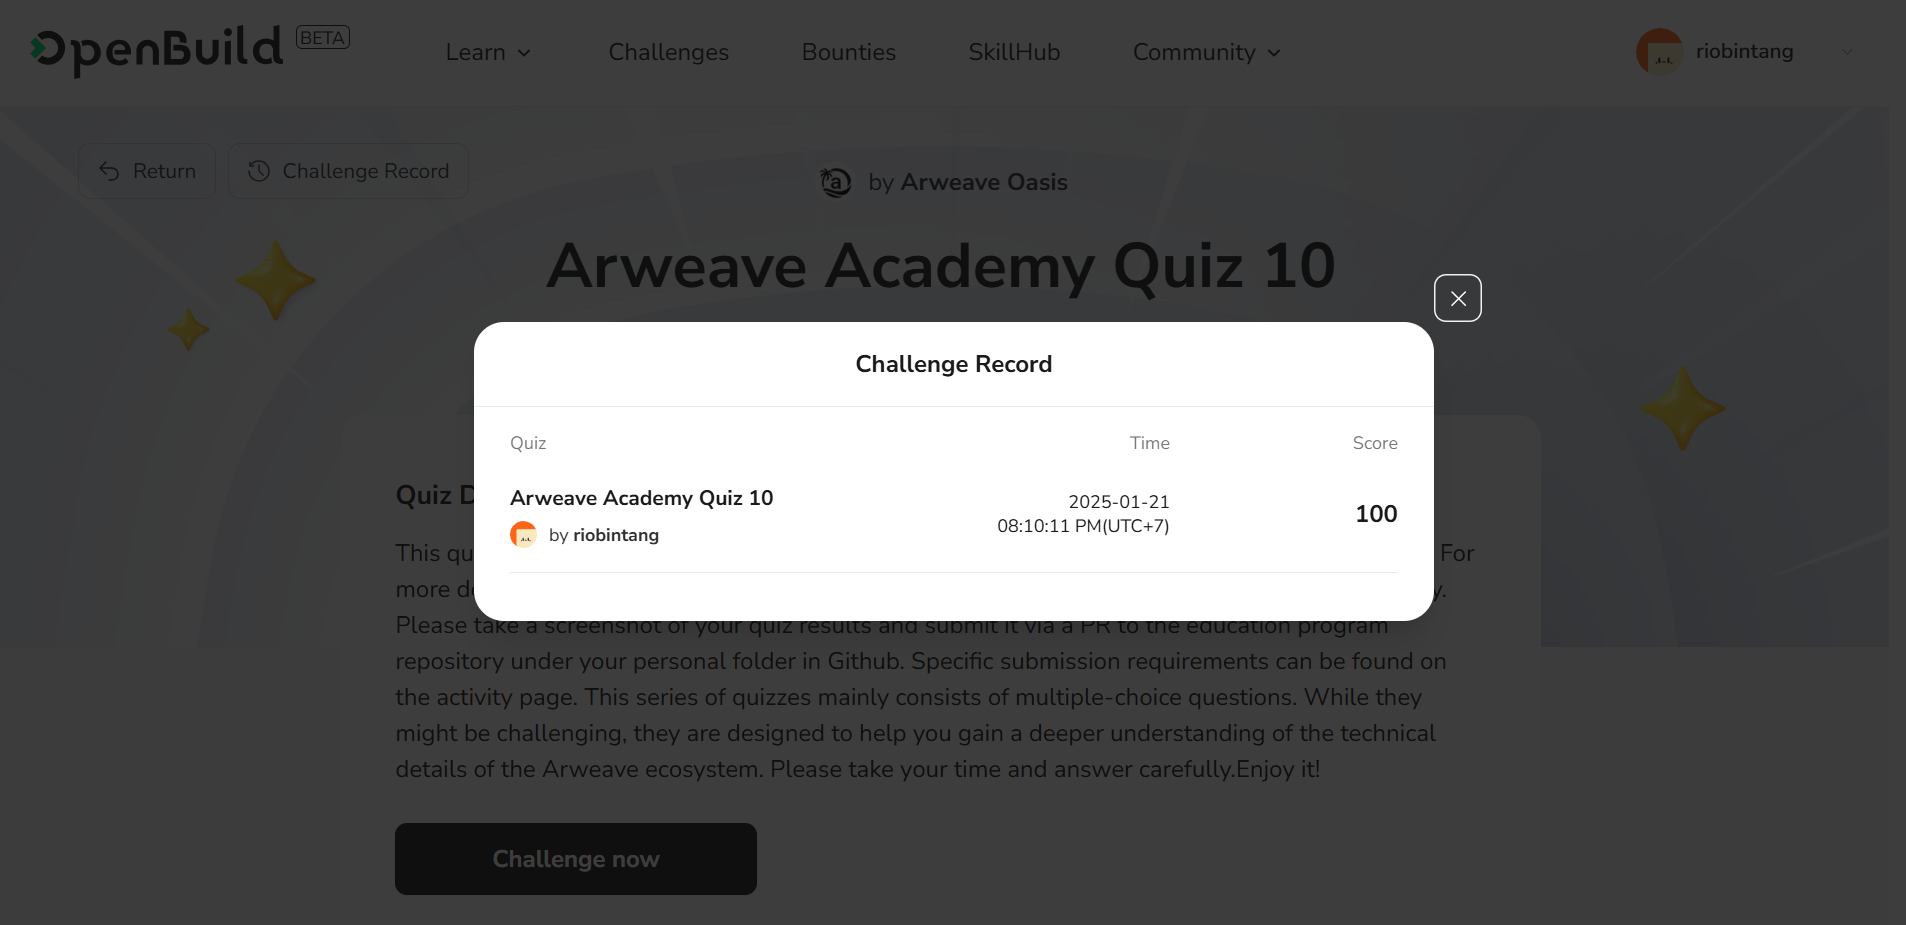 OpenBuild BETA
Learn
Challenges
Bounties
SkillHub
Community
riobintang
Return
Challenge Record
by Arweave Oasis
Arweave Academy Quiz 10
Challenge Record
Quiz Time Score
Arweave Academy Quiz 10
by riobintang
2025-01-21
08:10:11 PM(UTC+7)
100
Quiz
This For
more
Please take a screenshot of your quiz results and submit it via a PR to the education program
repository under your personal folder in Github. Specific submission requirements can be found on
the activity page. This series of quizzes mainly consists of multiple-choice questions. While they
might be challenging, they are designed to help you gain a deeper understanding of the technical
details of the Arweave ecosystem. Please take your time and answer carefully.Enjoy it!
Challenge now